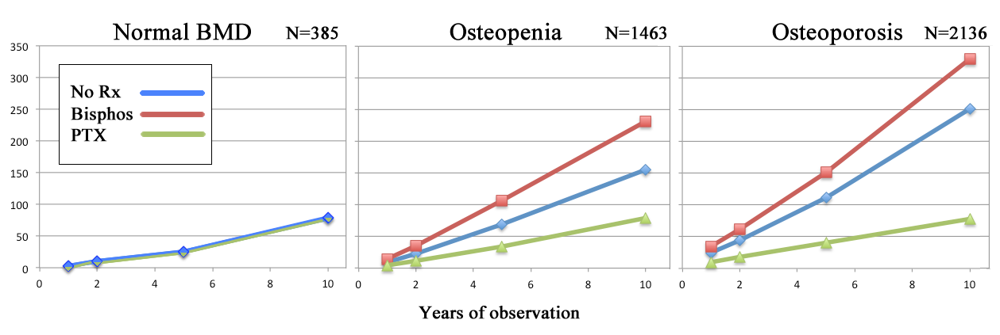 Normal BMD N=385
Osteopenia N=1463
Osteoporosis N=2136
350
300
250
200
150
100
50
0
No Rx
Bisphos
PTX
0 2 4 6 8 10
0 2 4 6 8 10
0 2 4 6 8 10
Years of observation